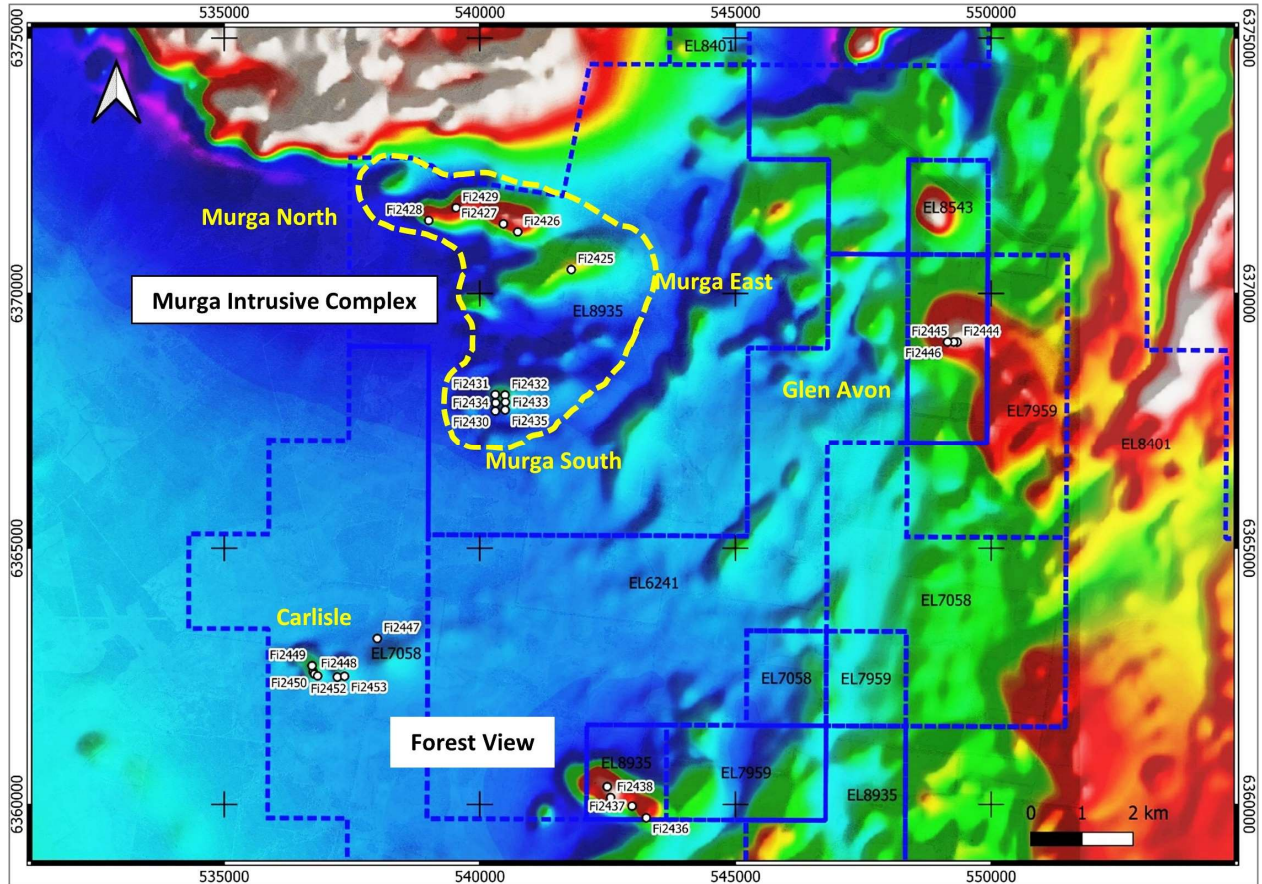 535000
540000
545000
550000
6375000
6375000
EL8401
Fi2429
Fi2428
Fi2427
Fi2426
Murga North
EL8543
Fi2425
Murga East
6370000
Murga Intrusive Complex
EL8935
6370000
Fi2445
Fi2444
Fi2446
Fi2431
Fi2432
Glen Avon
Fi2434
Fi2433
EL7959
Fi2430
Fi2435
EL8401
Murga South
6365000
6365000
EL6241
EL7058
Carlisle
Fi2447
EL7058
Fi2449
Fi2448
Fi2450
Fi2452
Fi2453
EL7058
EL7959
Forest View
EL8935
EL7959
Fi2438
EL8935
Fi2437
6360000
6360000
0
1
2 km
Fi2436
535000
540000
545000
550000